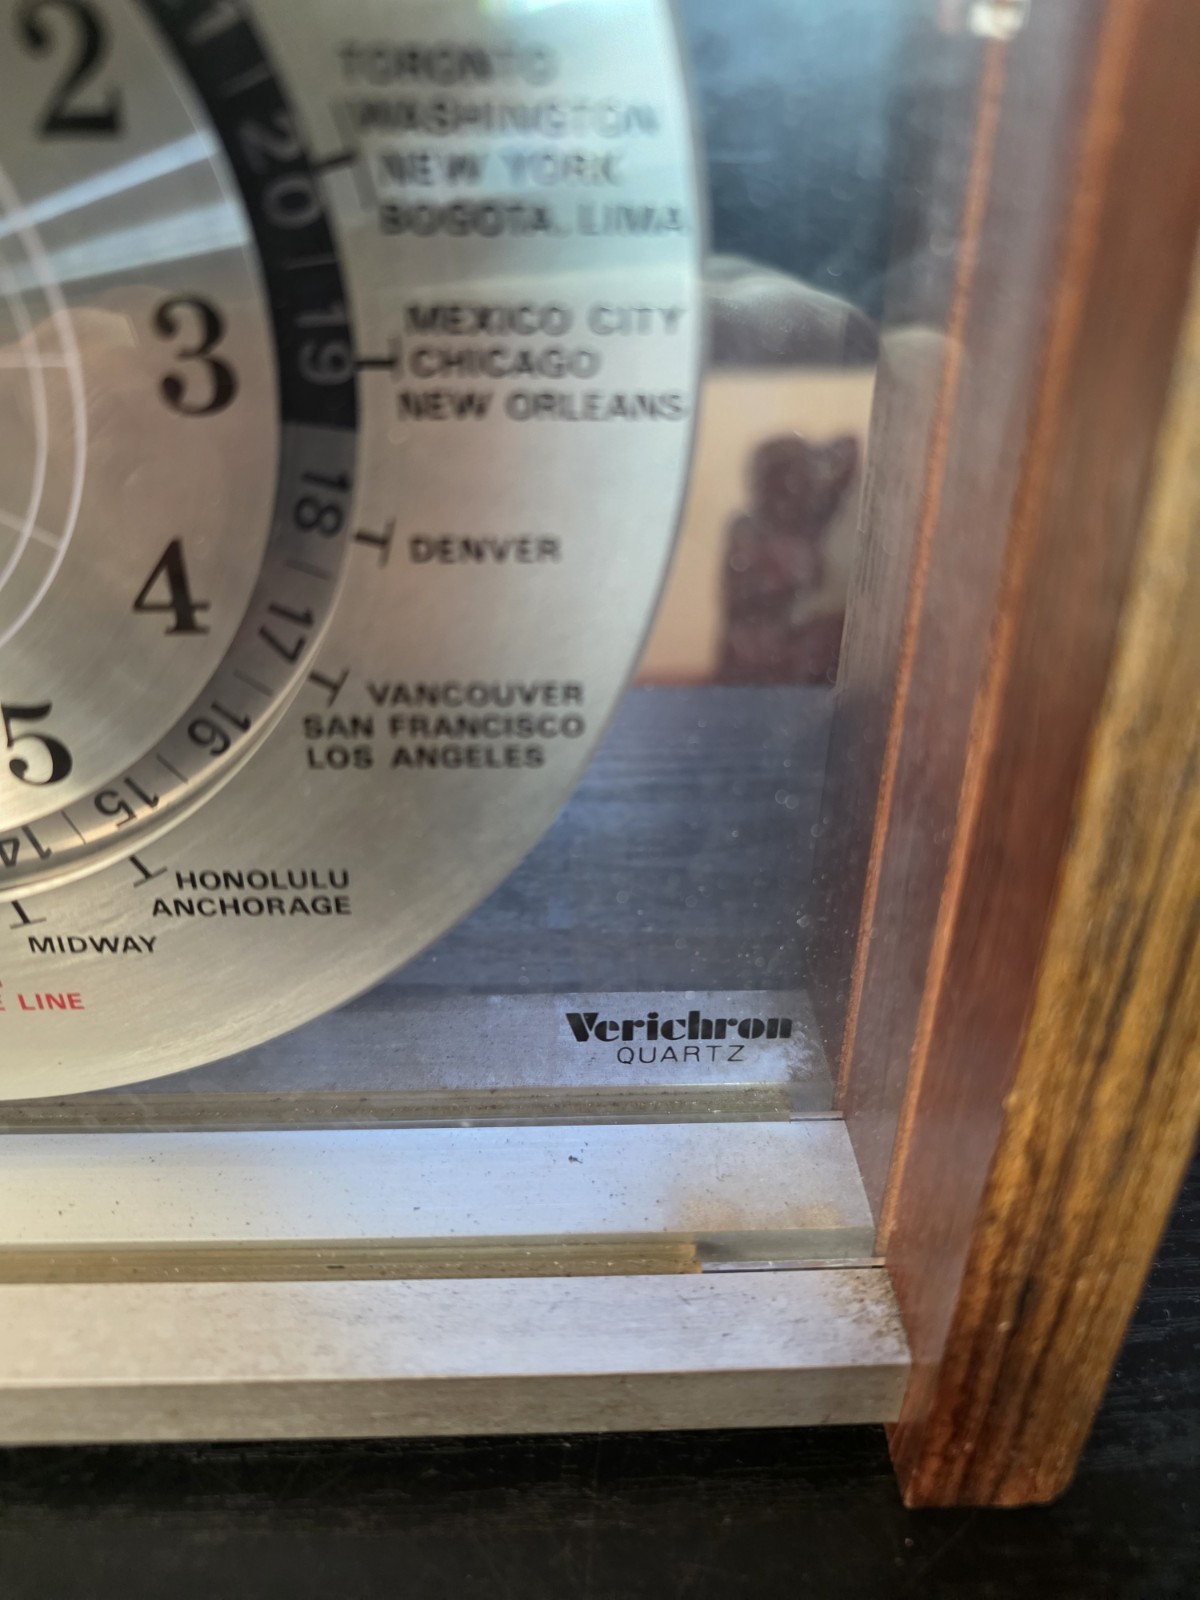 2
20
TORONTO
WASHINGTON
NEW YORK
BOGOTA. LIMA
3
19
MEXICO CITY
CHICAGO
NEW ORLEANS
4
18
DENVER
17
VANCOUVER
SAN FRANCISCO
LOS ANGELES
5
16
15
14
HONOLULU
ANCHORAGE
MIDWAY
LINE
Verichron
QUARTZ